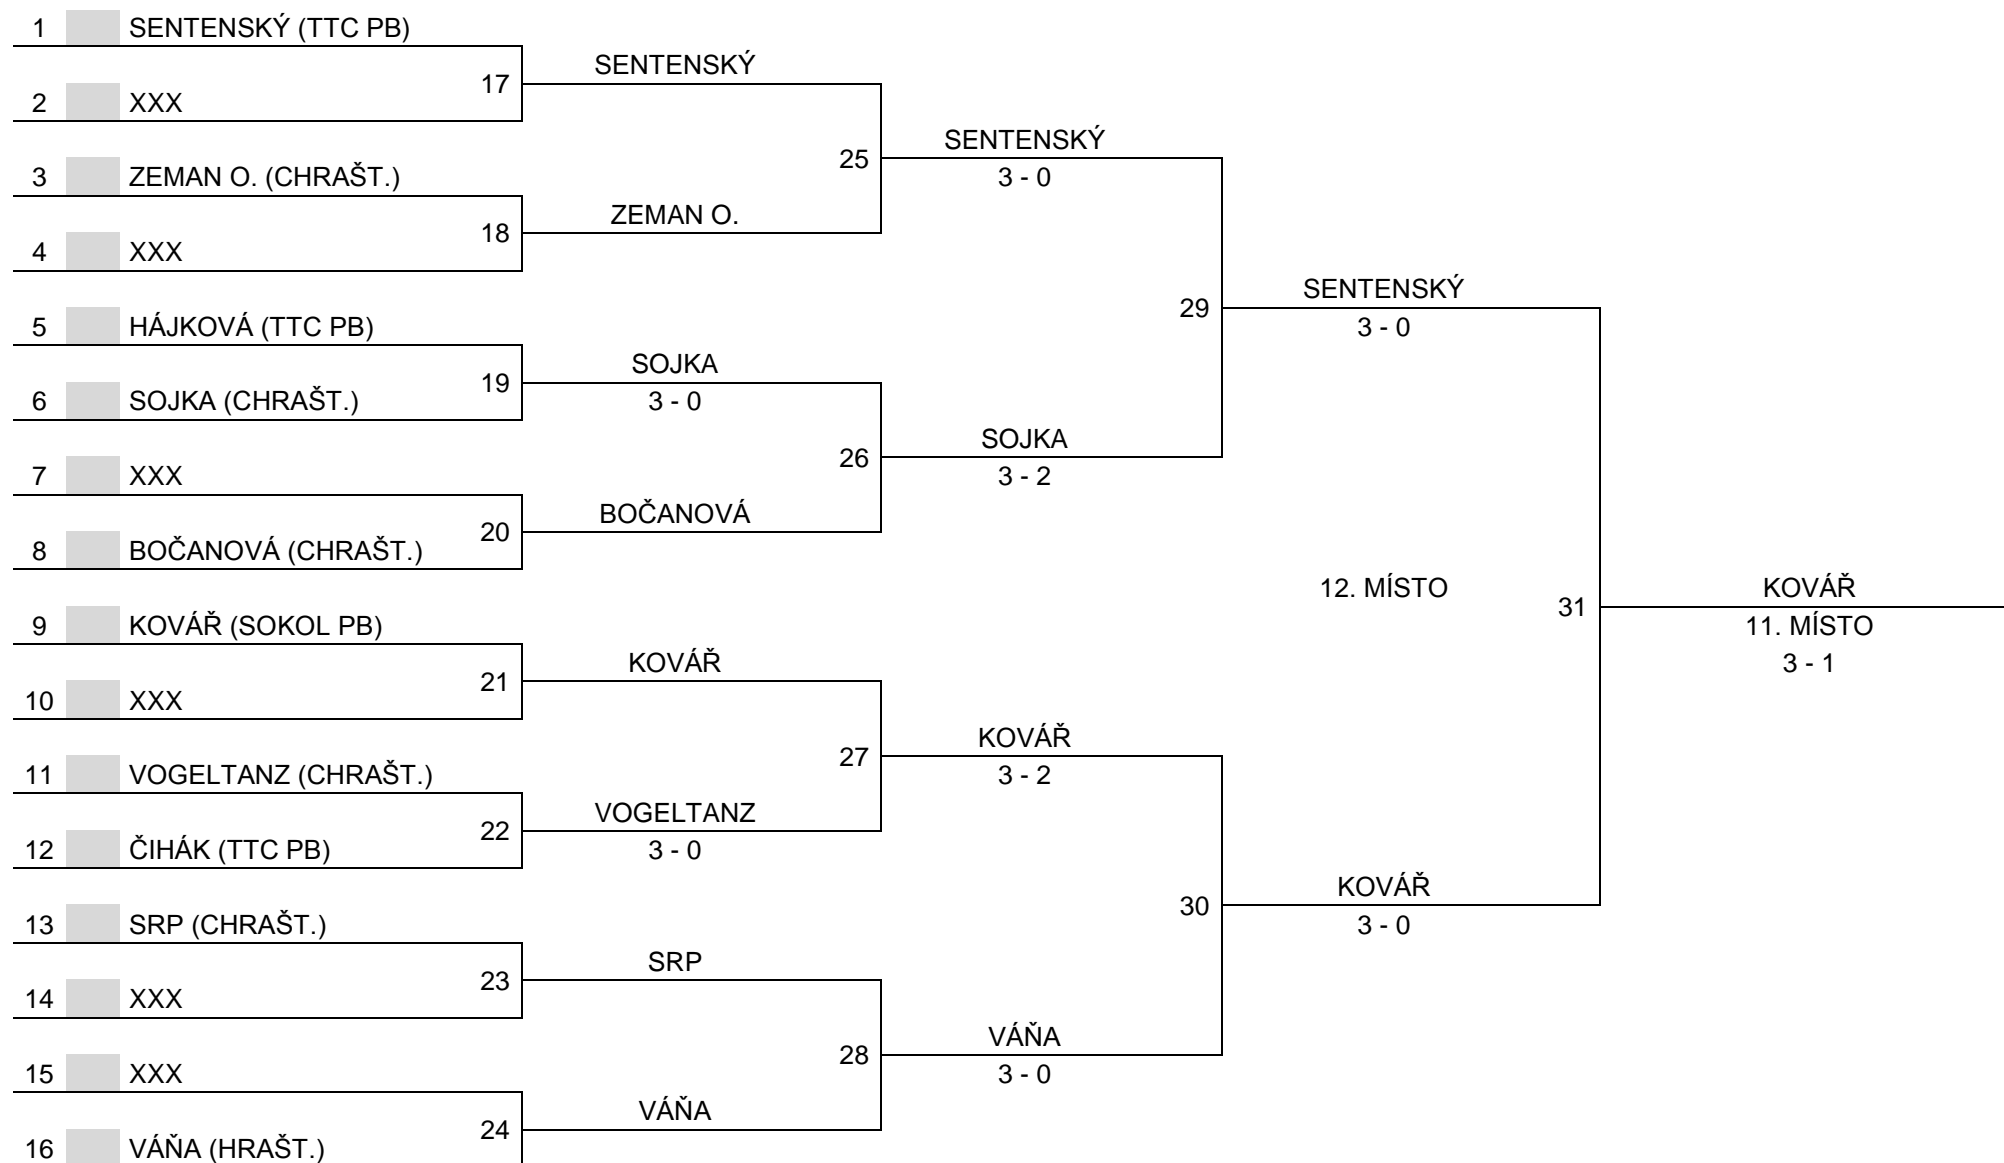 1 SENTENSKÝ (TTC PB)
SENTENSKÝ
17
2 XXX
SENTENSKÝ
25
3 - 0
3 ZEMAN O. (CHRAŠT.)
ZEMAN O.
18
4 XXX
SENTENSKÝ
29
3 - 0
5 HÁJKOVÁ (TTC PB)
SOJKA
19
3 - 0
6 SOJKA (CHRAŠT.)
SOJKA
26
3 - 2
7 XXX
BOČANOVÁ
20
8 BOČANOVÁ (CHRAŠT.)
12. MÍSTO
31
KOVÁŘ
11. MÍSTO
3 - 1
9 KOVÁŘ (SOKOL PB)
KOVÁŘ
21
10 XXX
KOVÁŘ
27
3 - 2
11 VOGELTANZ (CHRAŠT.)
VOGELTANZ
22
3 - 0
12 ČIHÁK (TTC PB)
KOVÁŘ
30
3 - 0
13 SRP (CHRAŠT.)
SRP
23
14 XXX
VÁŇA
28
3 - 0
15 XXX
VÁŇA
24
16 VÁŇA (HRAŠT.)